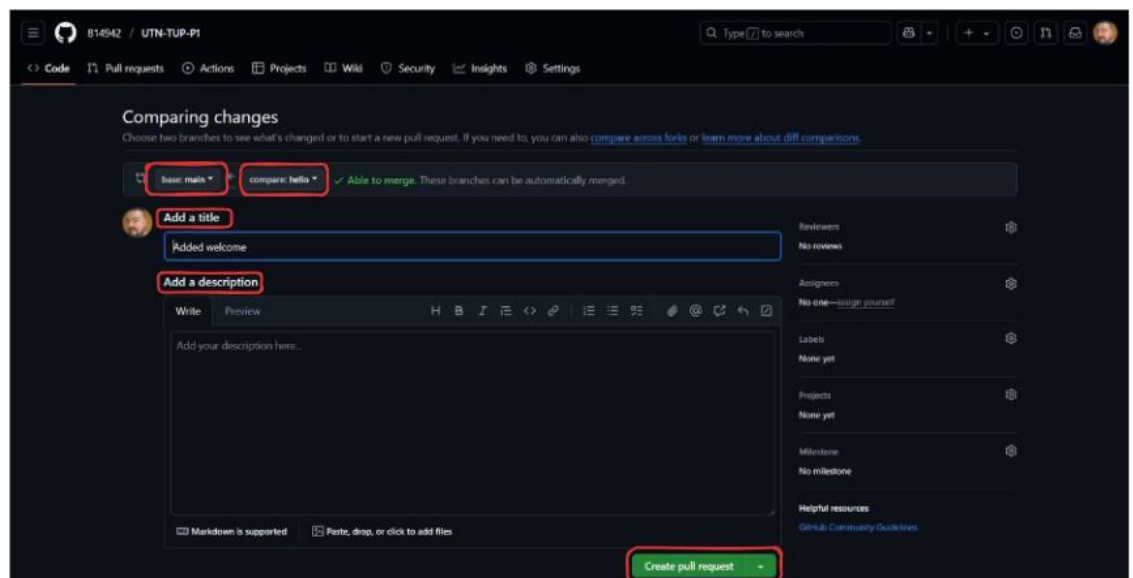 814942 / UTN-TUP-P1
Type / to search
Code Pull requests Actions Projects Wiki Security Insights Settings
Comparing changes
Choose two branches to see what's changed or to start a new pull request. If you need to, you can also compare across forks or learn more about diff comparisons.
base: main compare: hello Able to merge. These branches can be automatically merged.
Add a title
Added welcome
Add a description
Write Preview H B I
Add your description here...
Markdown is supported Paste, drop, or click to add files
Create pull request
Reviewers
No reviews
Assignees
No one—assign yourself
Labels
None yet
Projects
None yet
Milestone
No milestone
Helpful resources
GitHub Community Guidelines